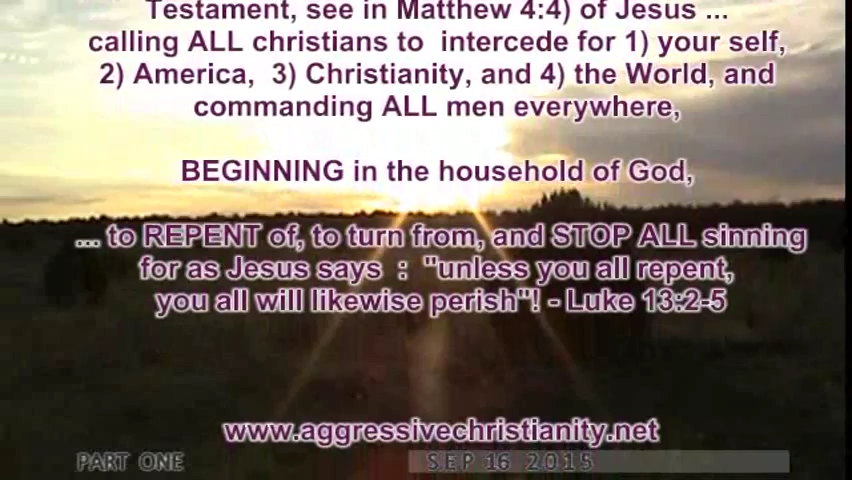 Testament, see in Matthew 4:4) of Jesus ...
calling ALL christians to intercede for 1) your self,
2) America, 3) Christianity, and 4) the World, and
commanding ALL men everywhere,
BEGINNING in the household of God,
... to REPENT of, to turn from, and STOP ALL sinning
for as Jesus says : "unless you all repent,
you all will likewise perish"! - Luke 13:2-5
www.aggressivechristianity.net
PART ONE
SEP 16 2015